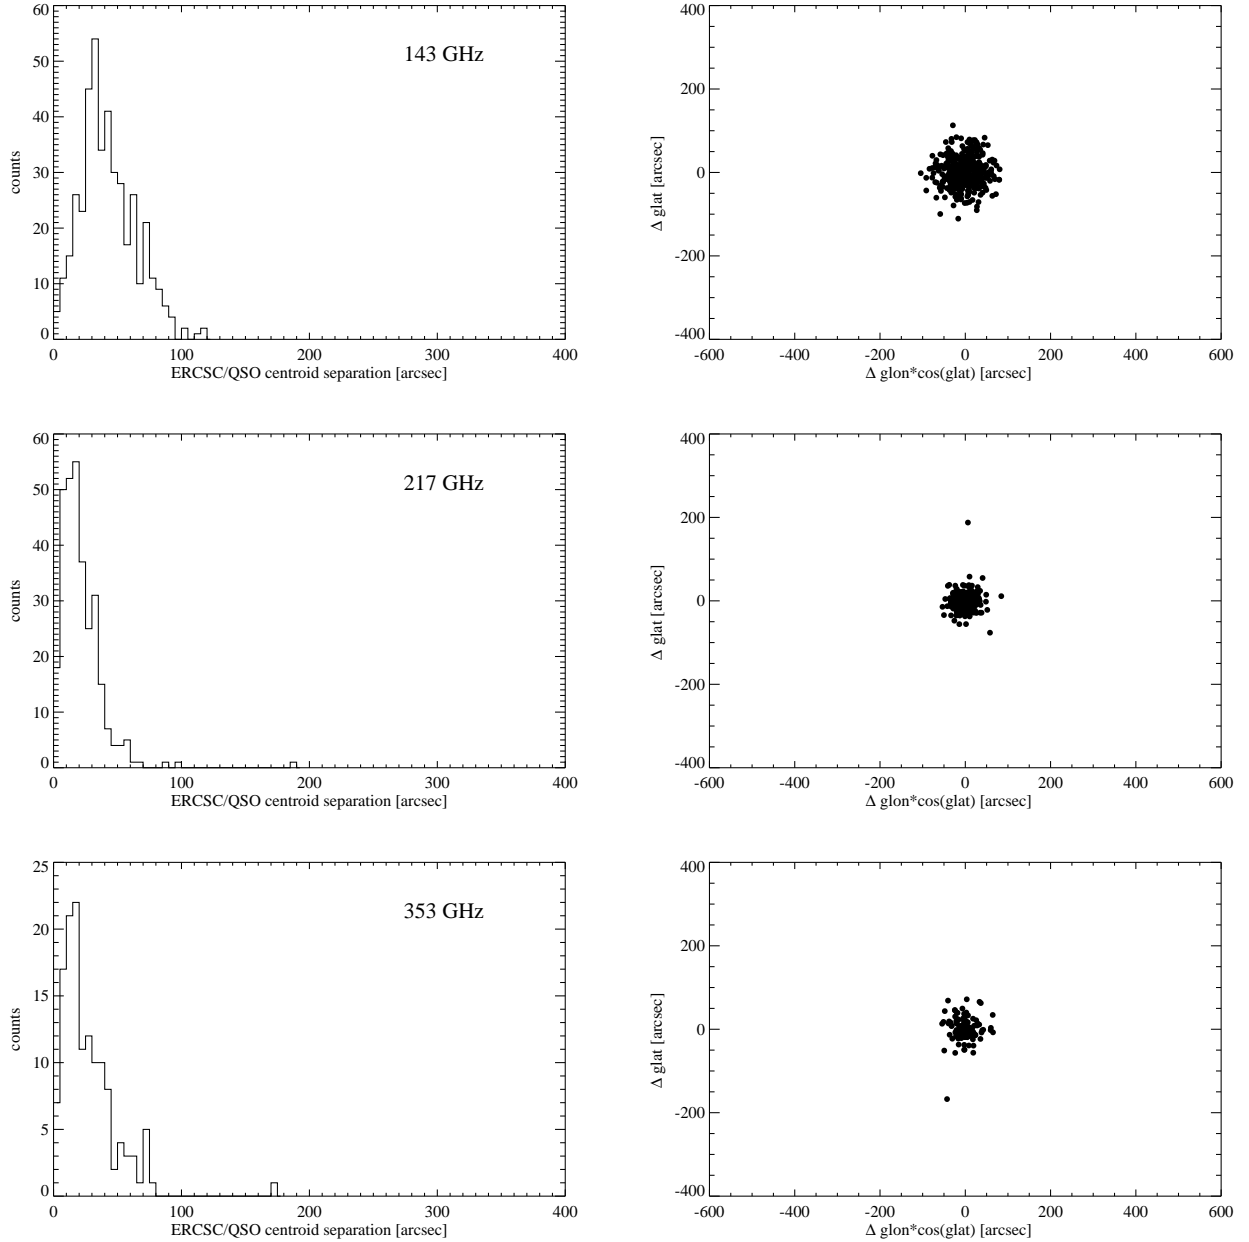 60
50
40
30
20
10
0
counts
143 GHz
0 100 200 300 400
ERCSC/QSO centroid separation [arcsec]
400
200
0
-200
-400
Δ glat [arcsec]
-600 -400 -200 0 200 400 600
Δ glon*cos(glat) [arcsec]
60
50
40
30
20
10
0
counts
217 GHz
0 100 200 300 400
ERCSC/QSO centroid separation [arcsec]
400
200
0
-200
-400
Δ glat [arcsec]
-600 -400 -200 0 200 400 600
Δ glon*cos(glat) [arcsec]
25
20
15
10
5
0
counts
353 GHz
0 100 200 300 400
ERCSC/QSO centroid separation [arcsec]
400
200
0
-200
-400
Δ glat [arcsec]
-600 -400 -200 0 200 400 600
Δ glon*cos(glat) [arcsec]